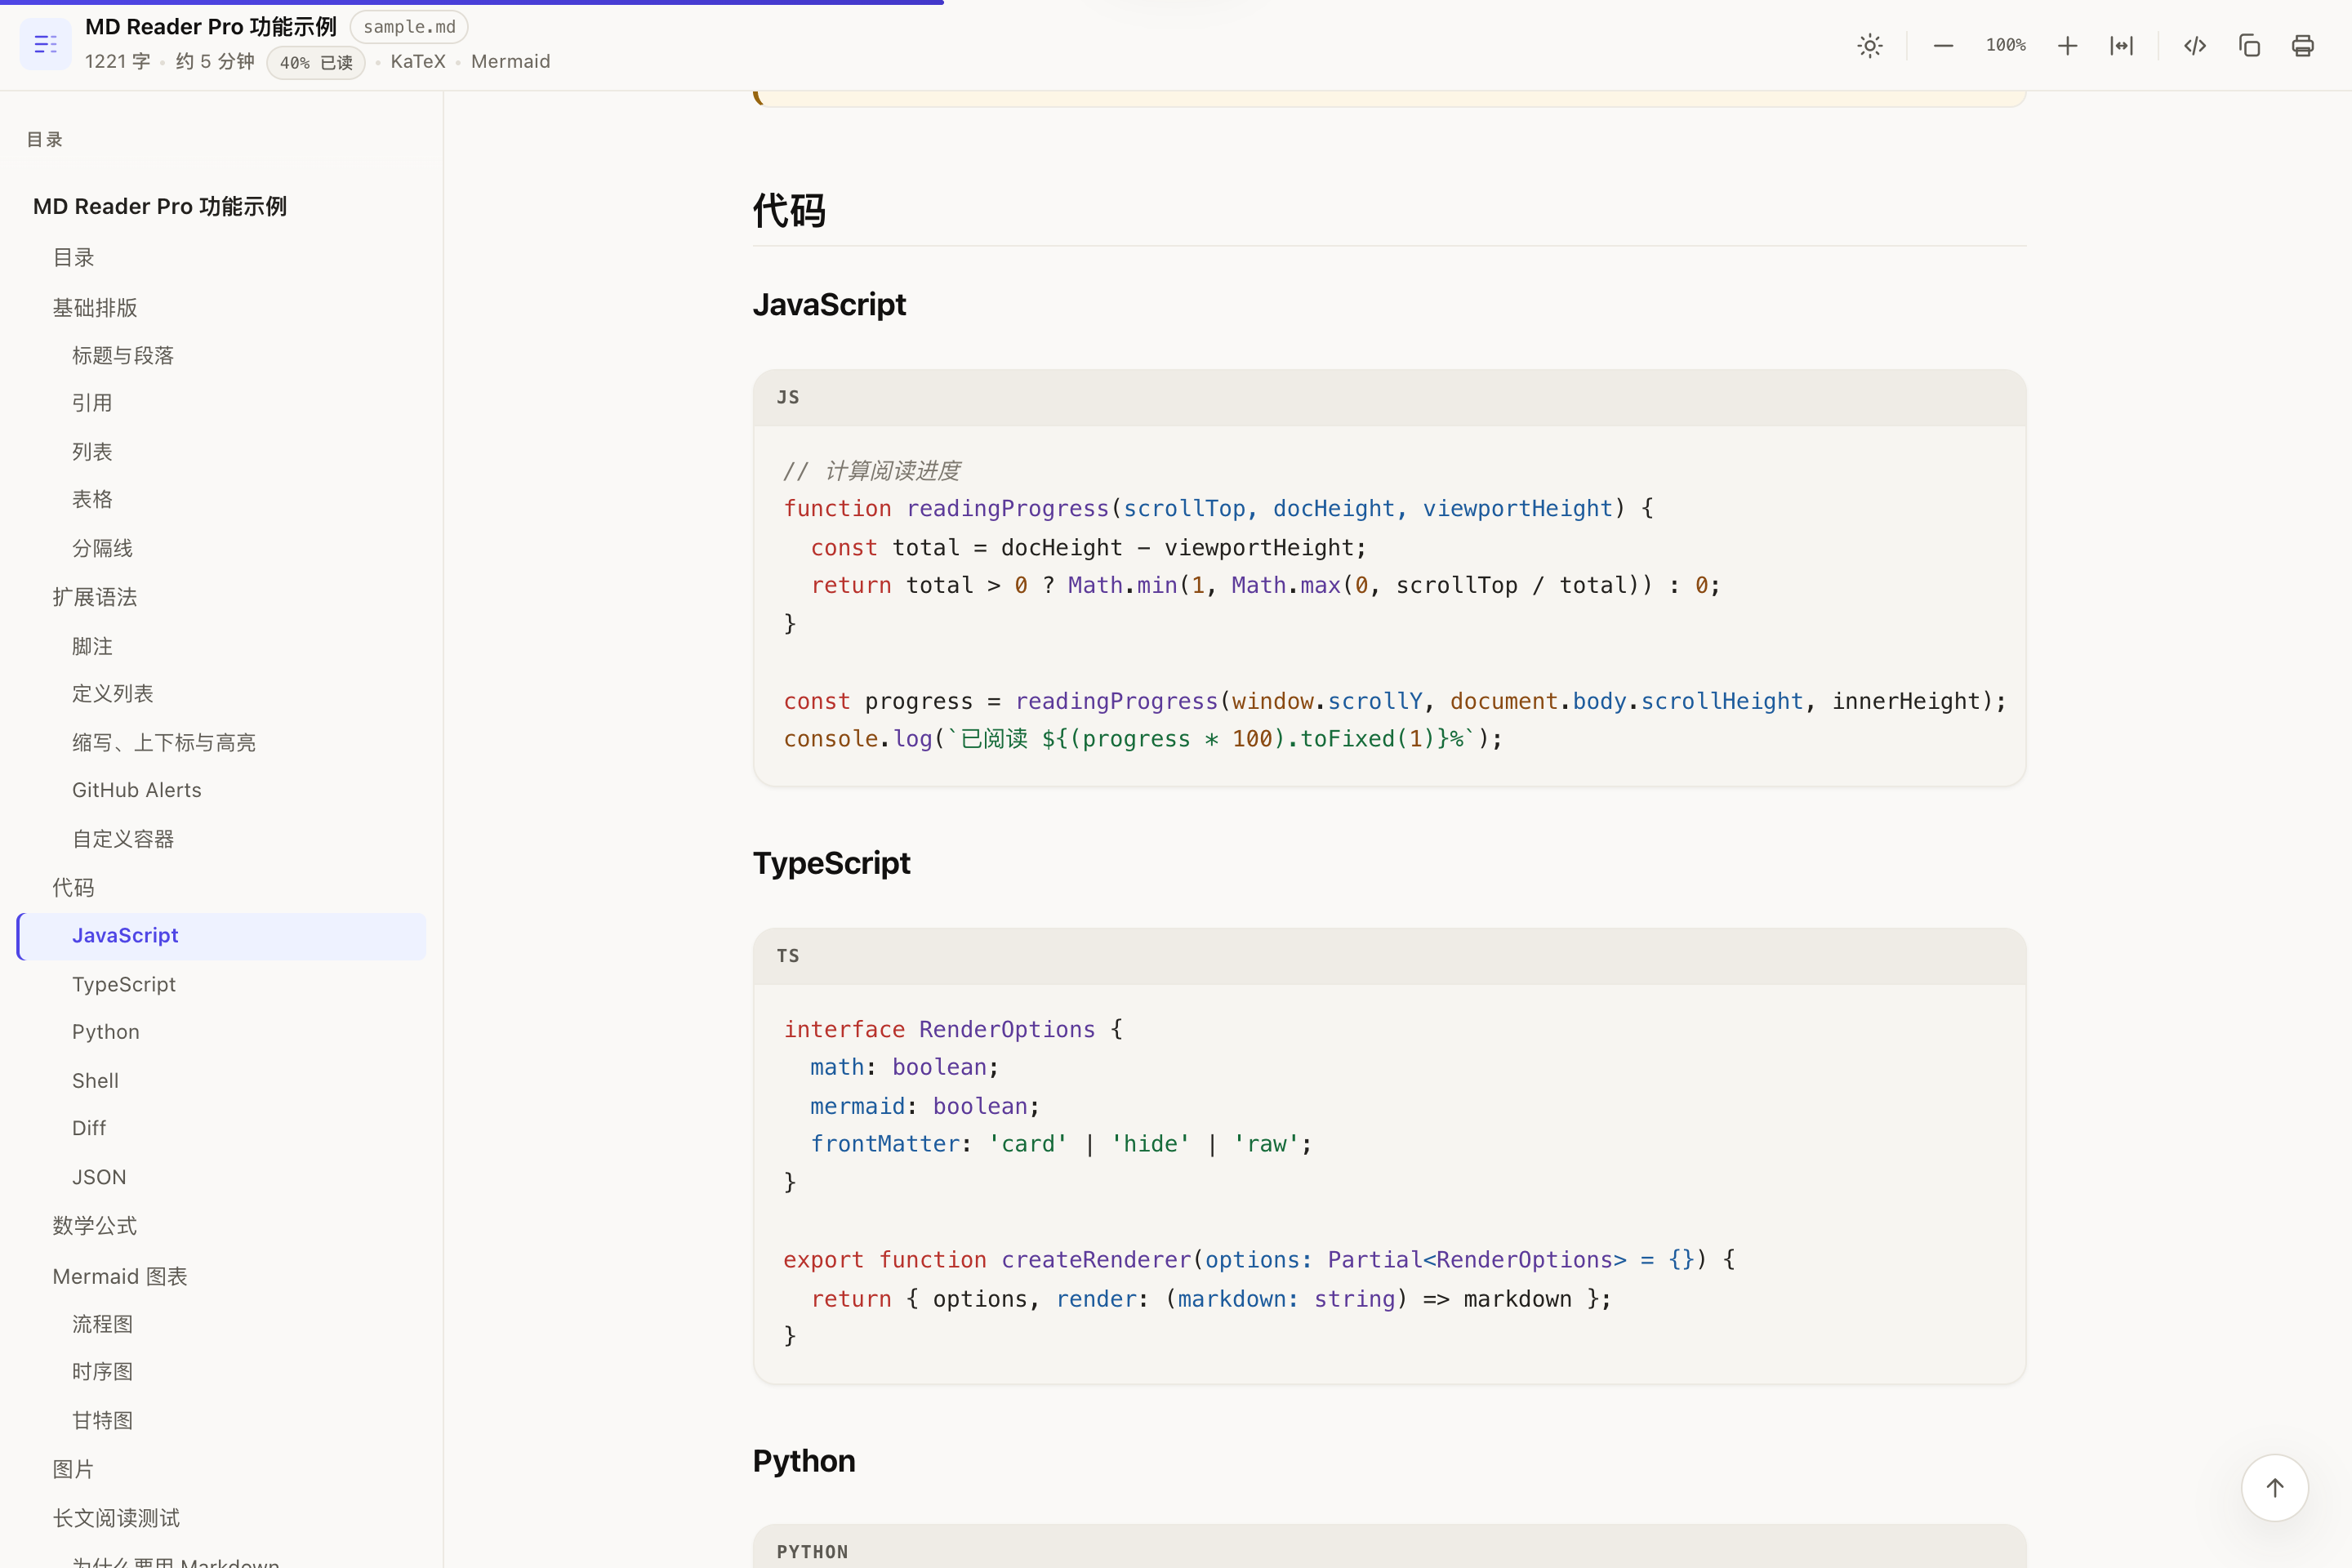 MD Reader Pro 功能示例 sample.md
1221 字 • 约 5 分钟 40% 已读 • KaTeX • Mermaid
100%
目录
MD Reader Pro 功能示例
目录
基础排版
标题与段落
引用
列表
表格
分隔线
扩展语法
脚注
定义列表
缩写、上下标与高亮
GitHub Alerts
自定义容器
代码
JavaScript
TypeScript
Python
Shell
Diff
JSON
数学公式
Mermaid 图表
流程图
时序图
甘特图
图片
长文阅读测试
为什么要用 Markdown
代码
JavaScript
JS
// 计算阅读进度
function readingProgress(scrollTop, docHeight, viewportHeight) {
  const total = docHeight - viewportHeight;
  return total > 0 ? Math.min(1, Math.max(0, scrollTop / total)) : 0;
}
const progress = readingProgress(window.scrollY, document.body.scrollHeight, innerHeight);
console.log(`已阅读 ${(progress * 100).toFixed(1)}%`);
TypeScript
TS
interface RenderOptions {
  math: boolean;
  mermaid: boolean;
  frontMatter: 'card' | 'hide' | 'raw';
}
export function createRenderer(options: Partial<RenderOptions> = {}) {
  return { options, render: (markdown: string) => markdown };
}
Python
PYTHON